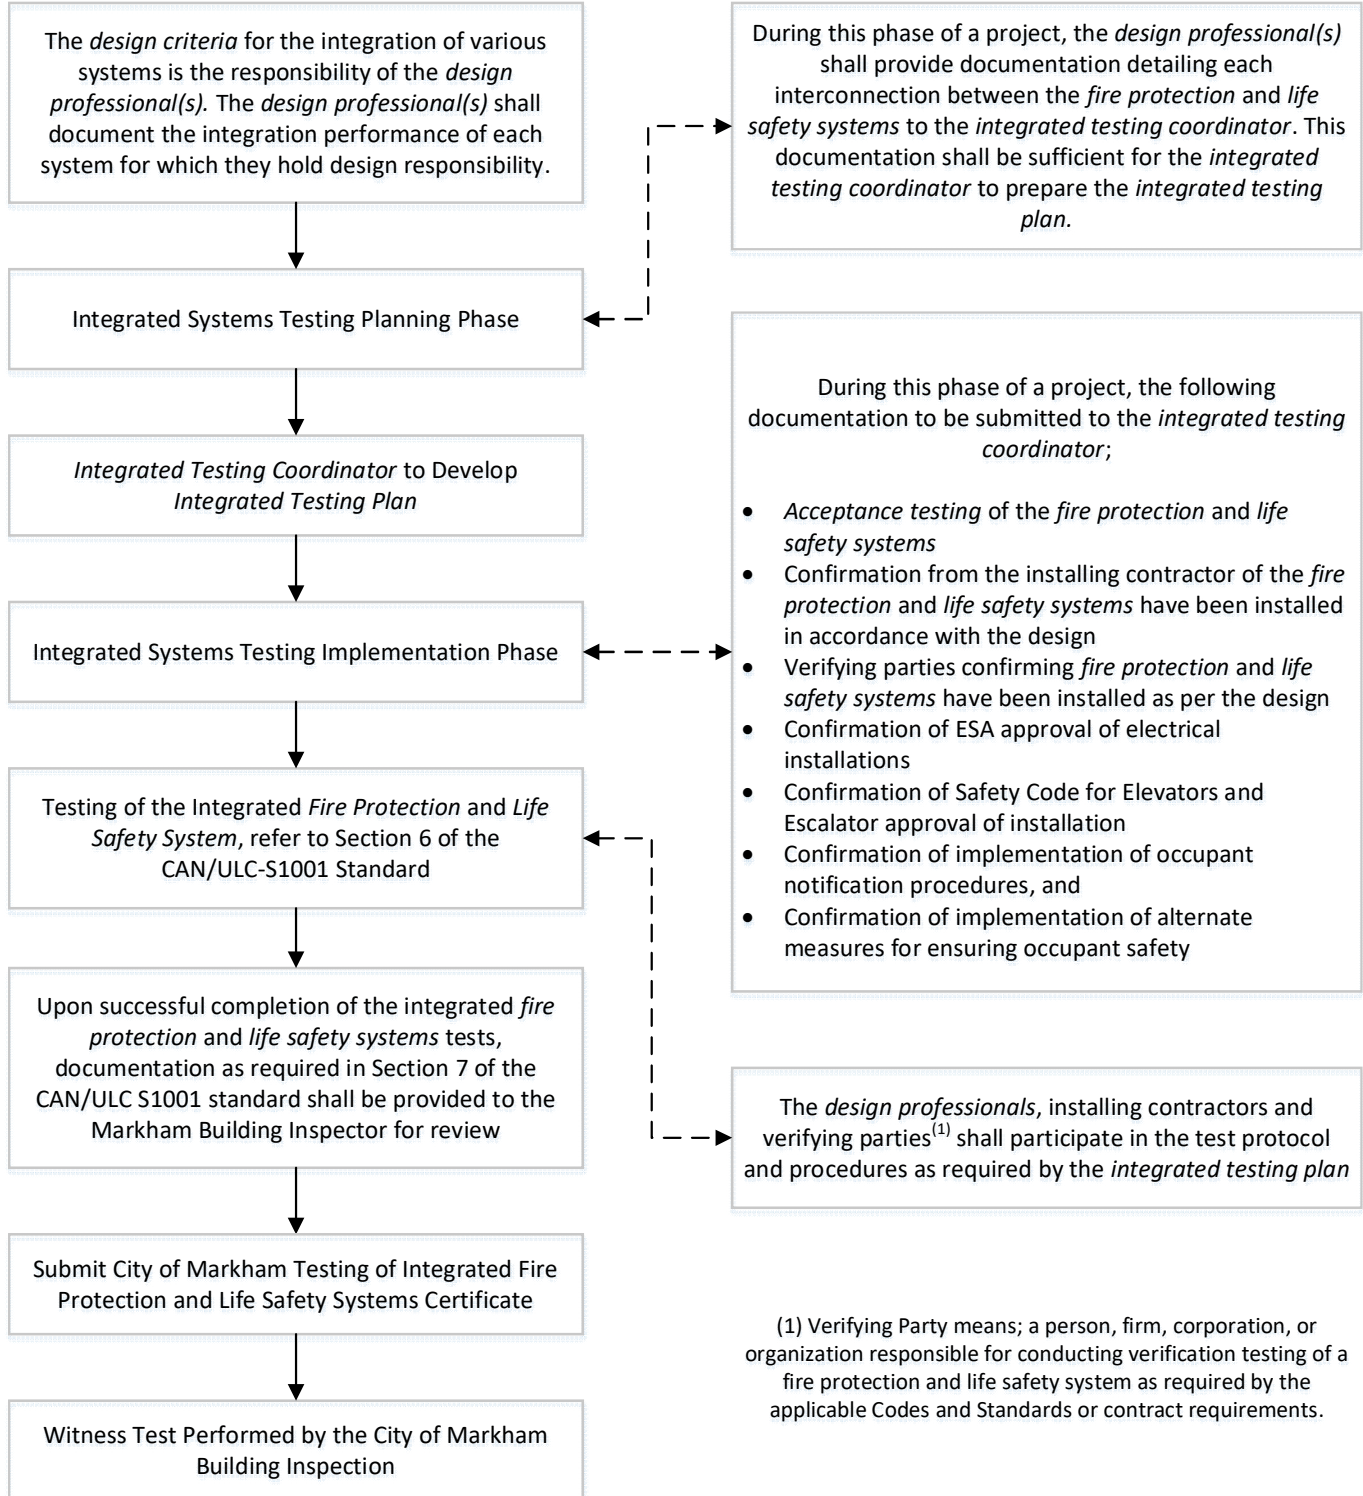 The design criteria for the integration of various
systems is the responsibility of the design
professional(s). The design professional(s) shall
document the integration performance of each
system for which they hold design responsibility.
Integrated Systems Testing Planning Phase
Integrated Testing Coordinator to Develop
Integrated Testing Plan
Integrated Systems Testing Implementation Phase
Testing of the Integrated Fire Protection and Life
Safety System, refer to Section 6 of the
CAN/ULC-S1001 Standard
Upon successful completion of the integrated fire
protection and life safety systems tests,
documentation as required in Section 7 of the
CAN/ULC S1001 standard shall be provided to the
Markham Building Inspector for review
Submit City of Markham Testing of Integrated Fire
Protection and Life Safety Systems Certificate
Witness Test Performed by the City of Markham
Building Inspection
During this phase of a project, the design professional(s)
shall provide documentation detailing each
interconnection between the fire protection and life
safety systems to the integrated testing coordinator. This
documentation shall be sufficient for the integrated
testing coordinator to prepare the integrated testing
plan.
During this phase of a project, the following
documentation to be submitted to the integrated testing
coordinator;
• Acceptance testing of the fire protection and life
safety systems
• Confirmation from the installing contractor of the fire
protection and life safety systems have been installed
in accordance with the design
• Verifying parties confirming fire protection and life
safety systems have been installed as per the design
• Confirmation of ESA approval of electrical
installations
• Confirmation of Safety Code for Elevators and
Escalator approval of installation
• Confirmation of implementation of occupant
notification procedures, and
• Confirmation of implementation of alternate
measures for ensuring occupant safety
The design professionals, installing contractors and
verifying parties(1) shall participate in the test protocol
and procedures as required by the integrated testing plan
(1) Verifying Party means; a person, firm, corporation, or
organization responsible for conducting verification testing of a
fire protection and life safety system as required by the
applicable Codes and Standards or contract requirements.